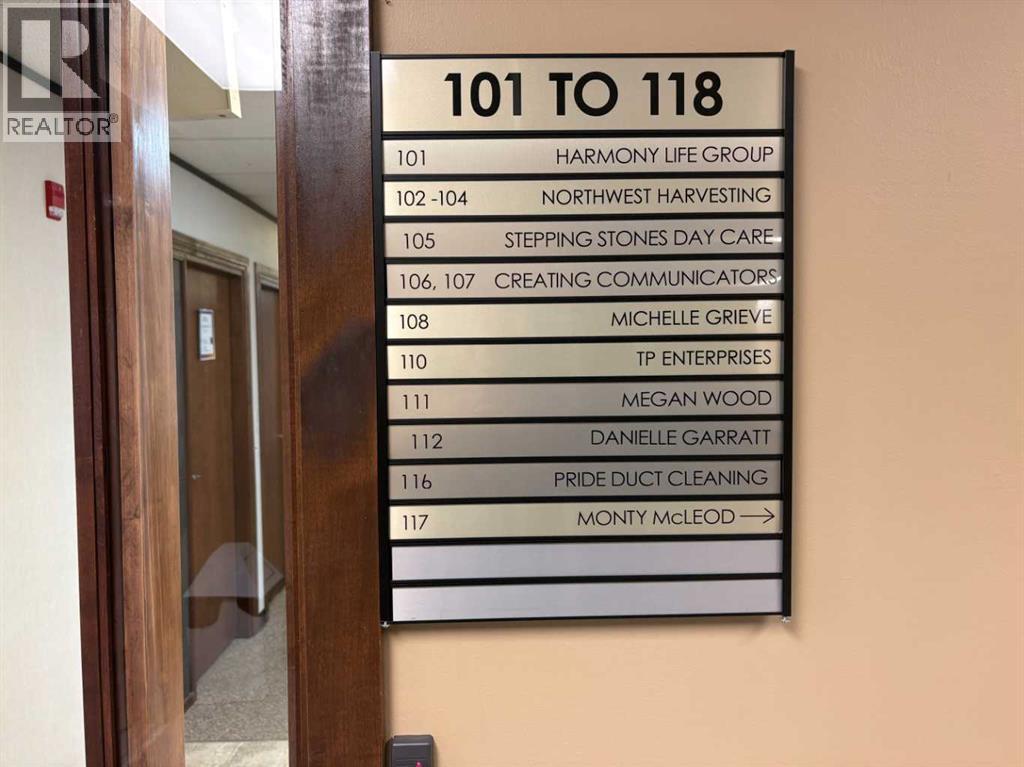 REALTOR®
101 TO 118
101 HARMONY LIFE GROUP
102 -104 NORTHWEST HARVESTING
105 STEPPING STONES DAY CARE
106, 107 CREATING COMMUNICATORS
108 MICHELLE GRIEVE
110 TP ENTERPRISES
111 MEGAN WOOD
112 DANIELLE GARRATT
116 PRIDE DUCT CLEANING
117 MONTY McLEOD →